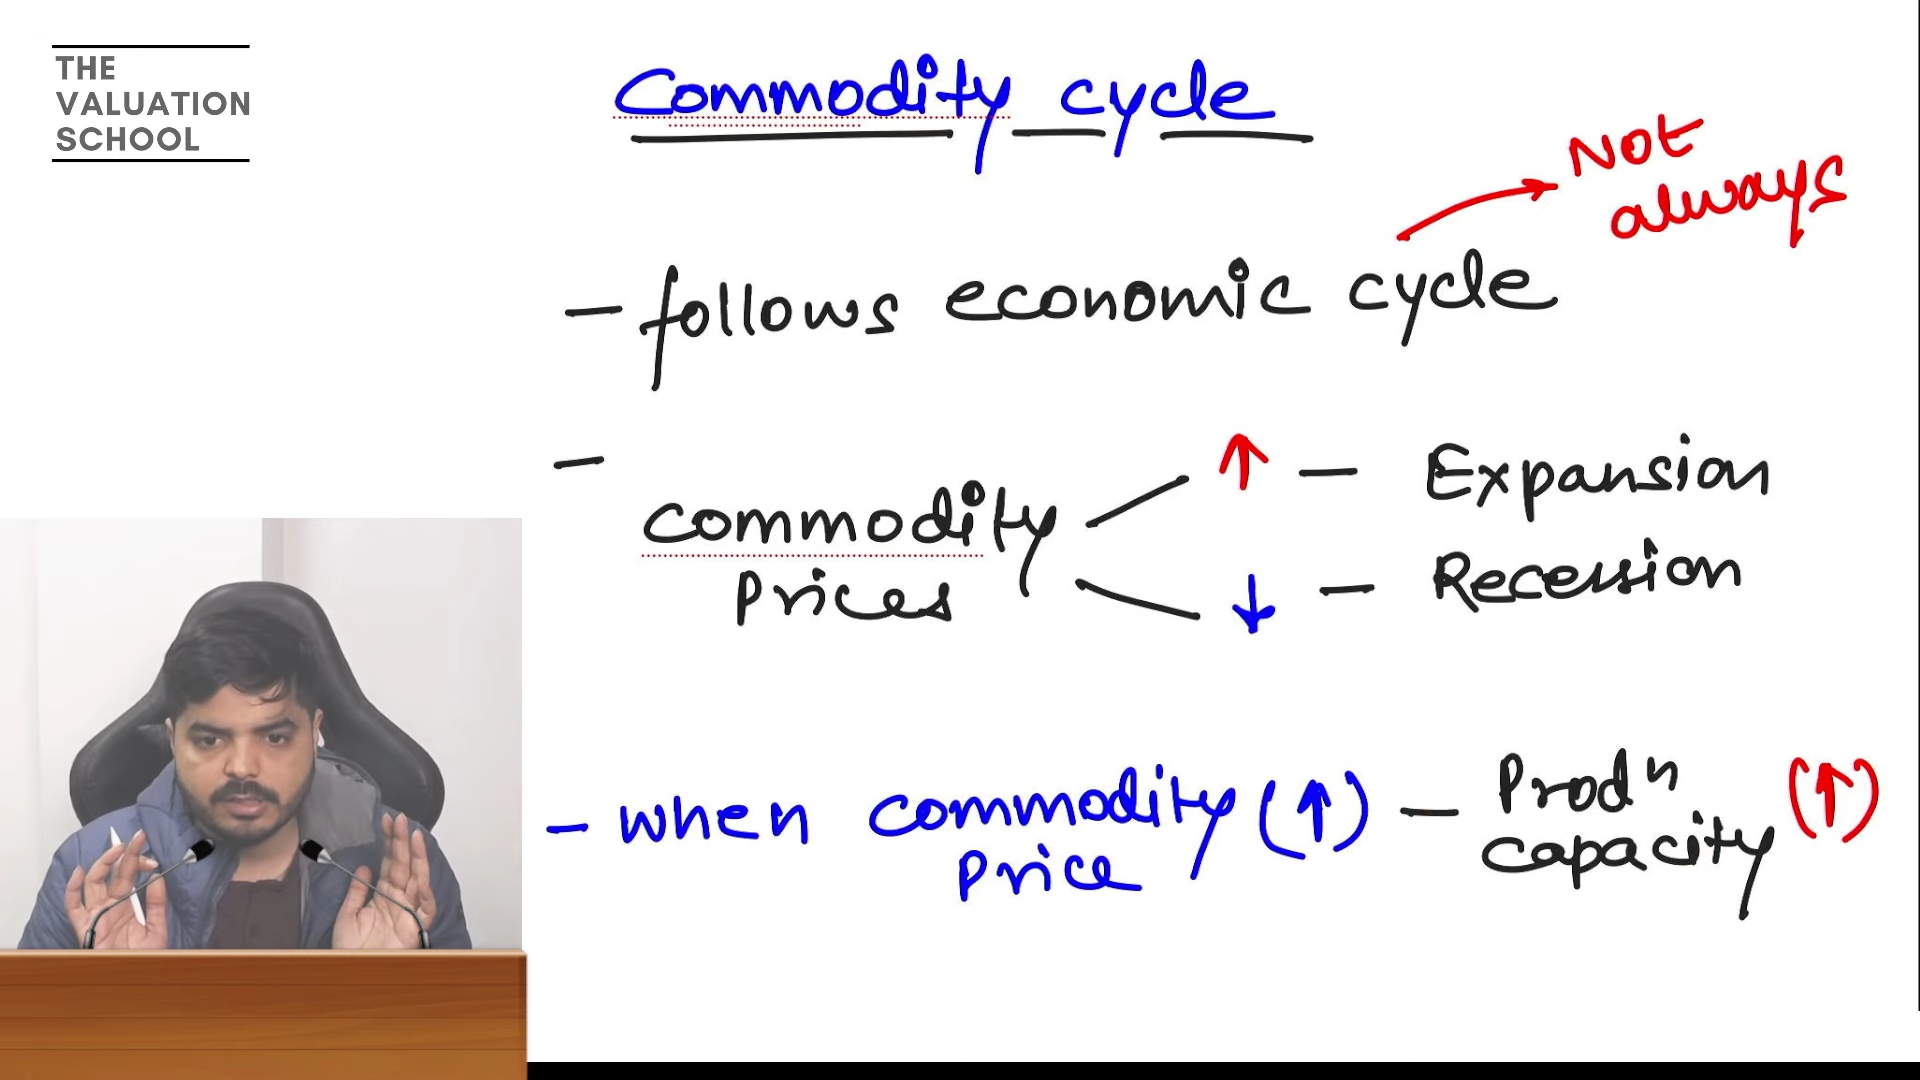 THE
VALUATION
SCHOOL
Commodity cycle
Not
always
- follows economic cycle
-
commodity
Prices
↑ - Expansion
↓ - Recession
- when commodity (↑) - Prodⁿ
Price
capacity (↑)